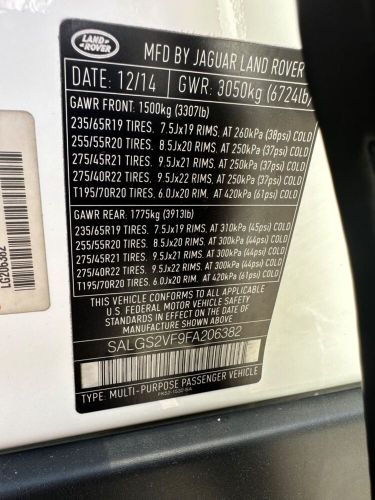 LAND
ROVER
MFD BY JAGUAR LAND ROVER
DATE: 12/14 GWR: 3050kg (6724lb)
GAWR FRONT: 1500kg (3307lb)
235/65R19 TIRES. 7.5Jx19 RIMS. AT 260kPa (38psi) COLD
255/55R20 TIRES. 8.5Jx20 RIMS. AT 250kPa (37psi) COLD
275/45R21 TIRES. 9.5Jx21 RIMS. AT 250kPa (37psi) COLD
275/40R22 TIRES. 9.5Jx22 RIMS. AT 250kPa (37psi) COLD
T195/70R20 TIRES. 6.0Jx20 RIM. AT 420kPa (61psi) COLD
GAWR REAR: 1775kg (3913lb)
235/65R19 TIRES. 7.5Jx19 RIMS. AT 310kPa (45psi) COLD
255/55R20 TIRES. 8.5Jx20 RIMS. AT 300kPa (44psi) COLD
275/45R21 TIRES. 9.5Jx21 RIMS. AT 300kPa (44psi) COLD
275/40R22 TIRES. 9.5Jx22 RIMS. AT 300kPa (44psi) COLD
T195/70R20 TIRES. 6.0Jx20 RIM. AT 420kPa (61psi) COLD
THIS VEHICLE CONFORMS TO ALL APPLICABLE
U.S. FEDERAL MOTOR VEHICLE SAFETY
STANDARDS IN EFFECT ON THE DATE OF
MANUFACTURE SHOWN ABOVE
SALGS2VF9FA206382
TYPE: MULTI-PURPOSE PASSENGER VEHICLE